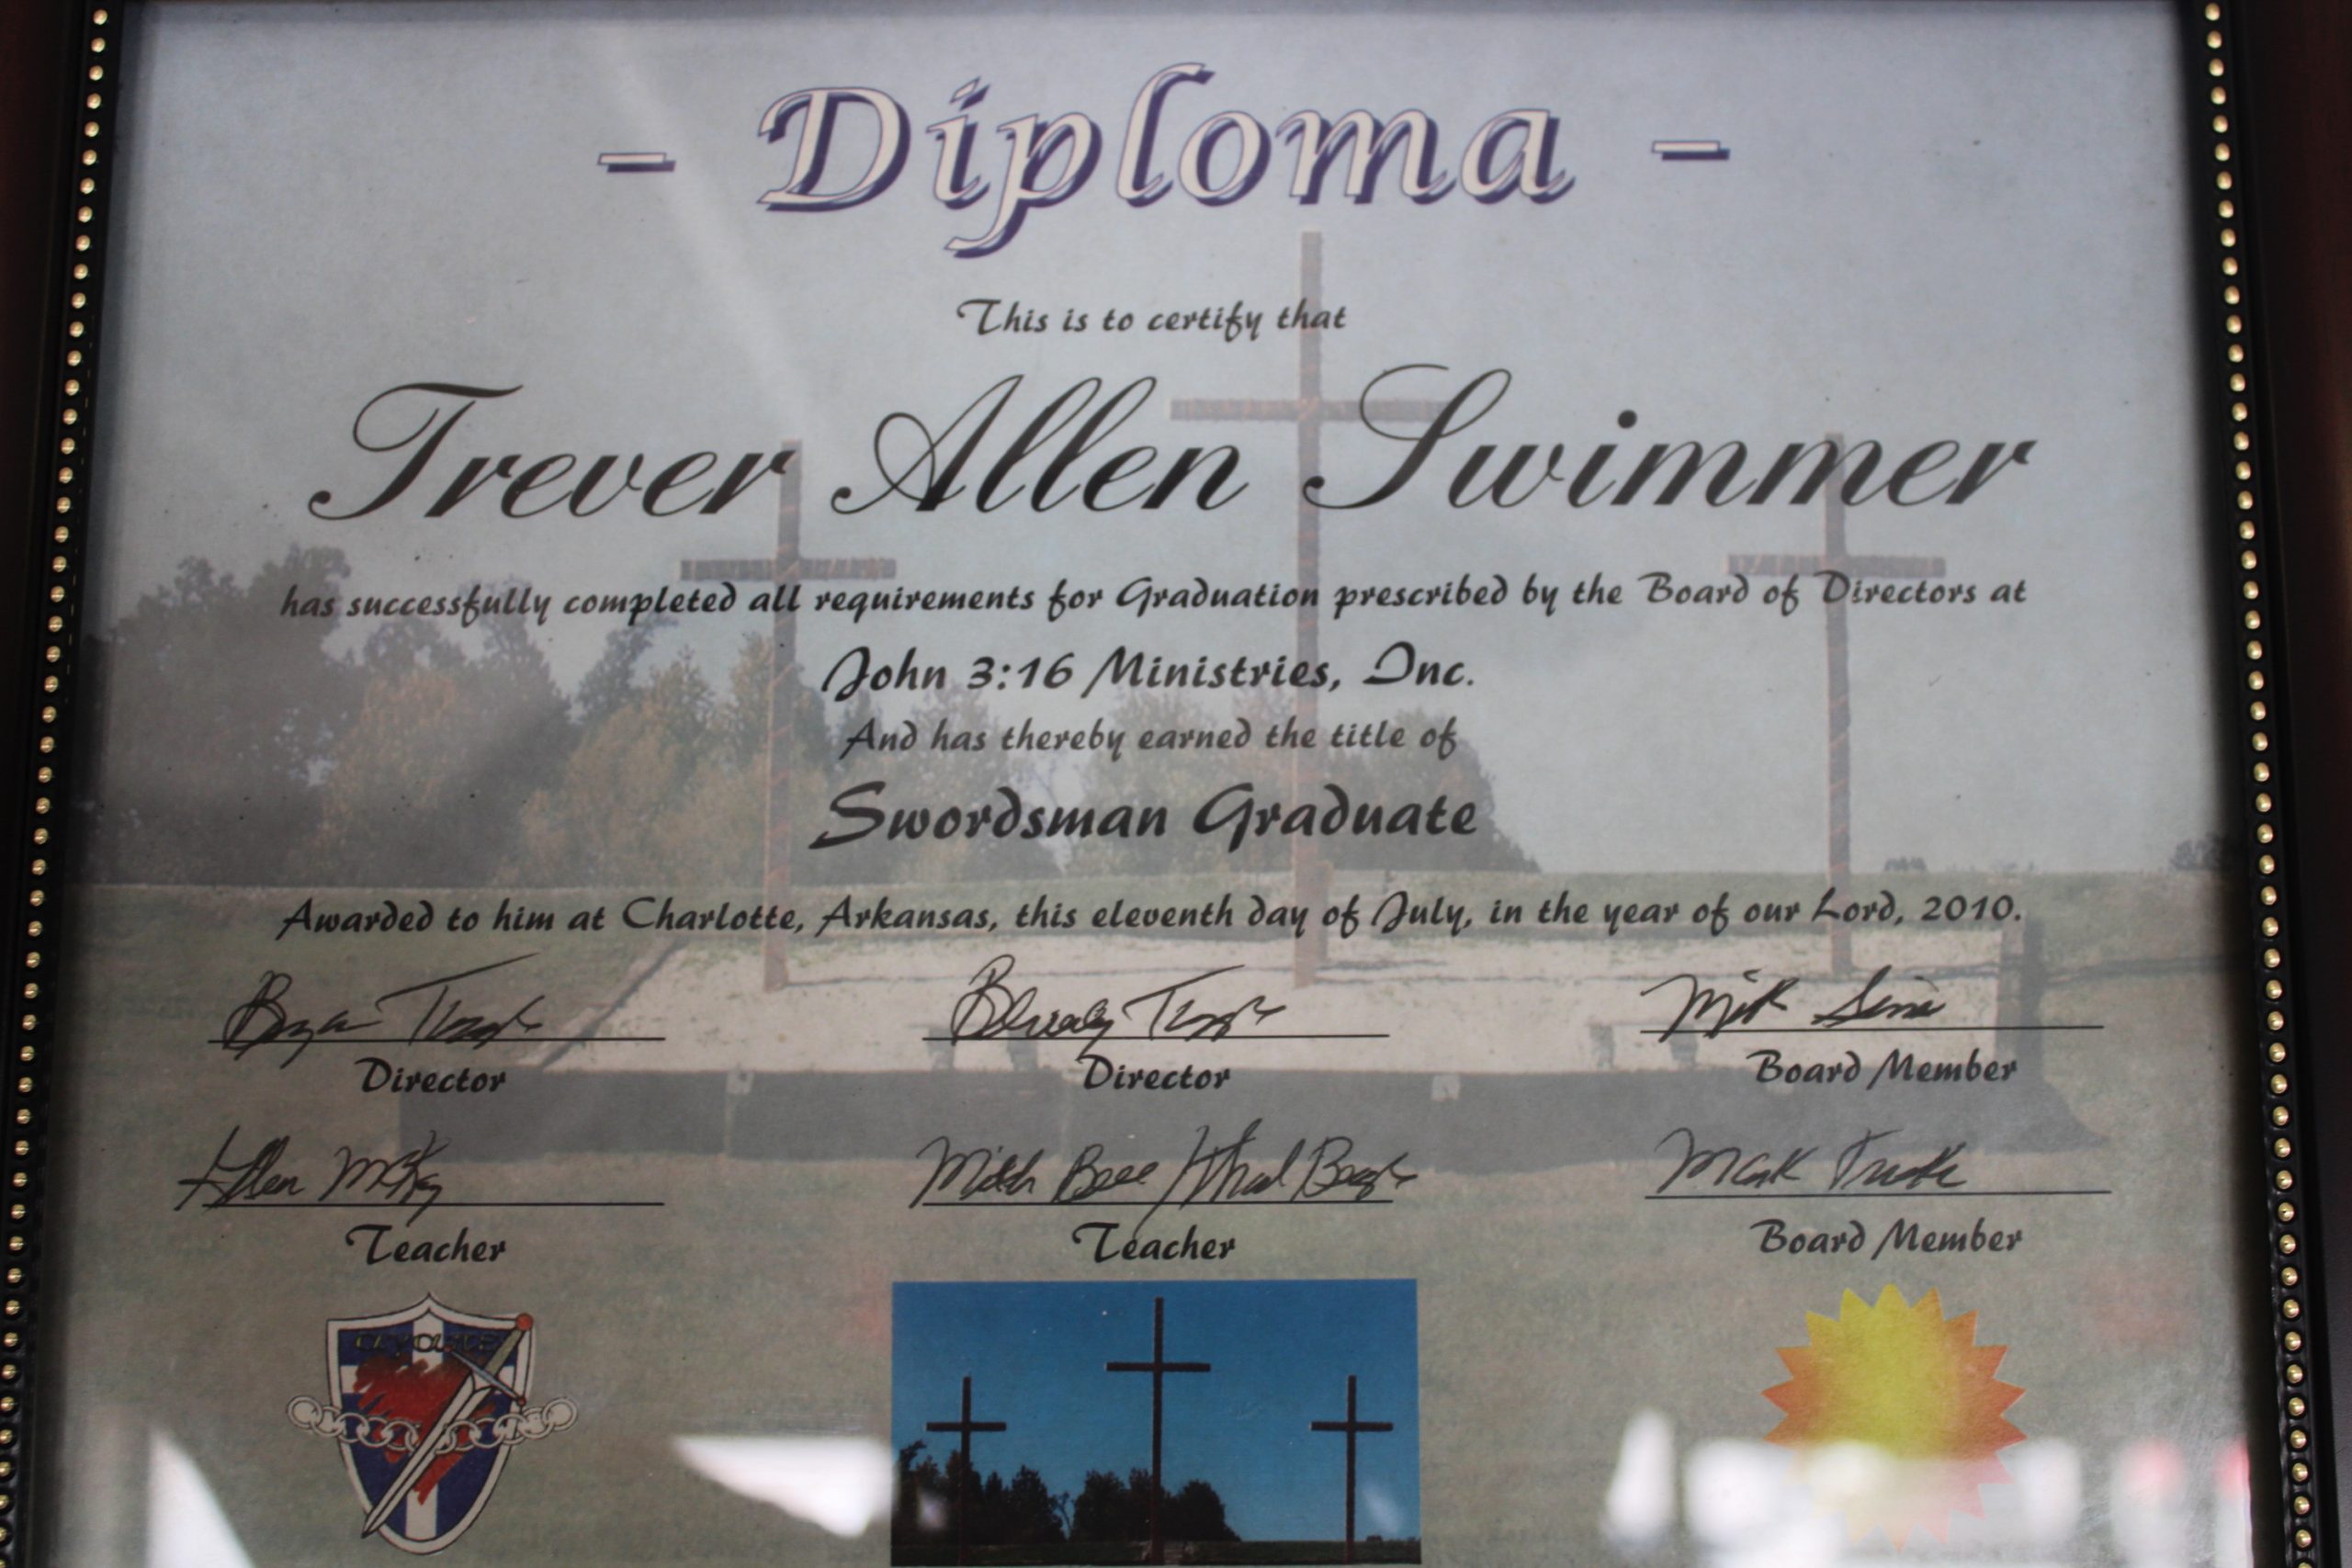 - Diploma -
This is to certify that
Trever Allen Swimmer
has successfully completed all requirements for Graduation prescribed by the Board of Directors at
John 3:16 Ministries, Inc.
And has thereby earned the title of
Swordsman Graduate
Awarded to him at Charlotte, Arkansas, this eleventh day of July, in the year of our Lord, 2010.
Director Director Board Member
Mark
Teacher Teacher Board Member